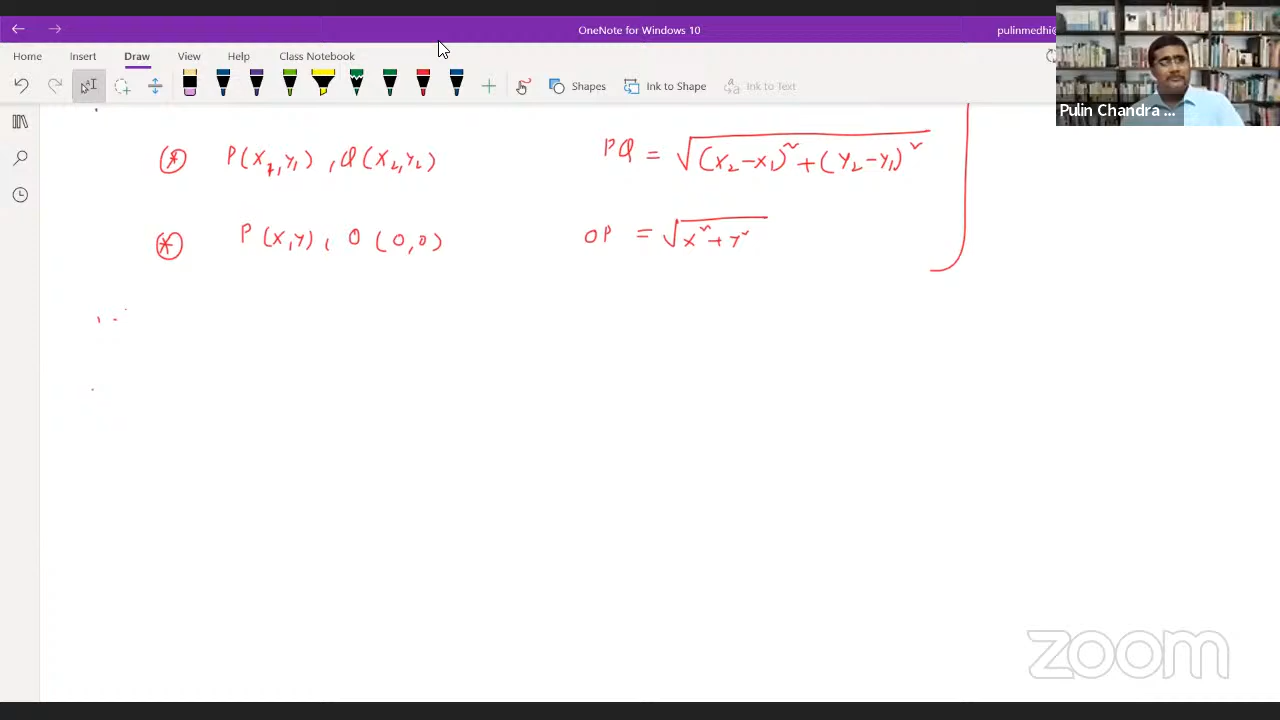 OneNote for Windows 10
pulinmedhi@
Home Insert Draw View Help Class Notebook
Shapes Ink to Shape Ink to Text
Pulin Chandra ...
P(x₁,y₁), Q(x₂,y₂) PQ = √(x₂-x₁)²+(y₂-y₁)²
P(x,y), O(0,0) OP = √x²+y²
zoom